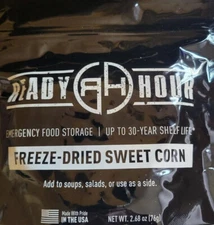 READY RH HOUR
EMERGENCY FOOD STORAGE | UP TO 30-YEAR SHELF LIFE*
FREEZE-DRIED SWEET CORN
Add to soups, salads, or use as a side.
Made With Pride
IN THE USA
NET WT. 2.68 oz (76g)